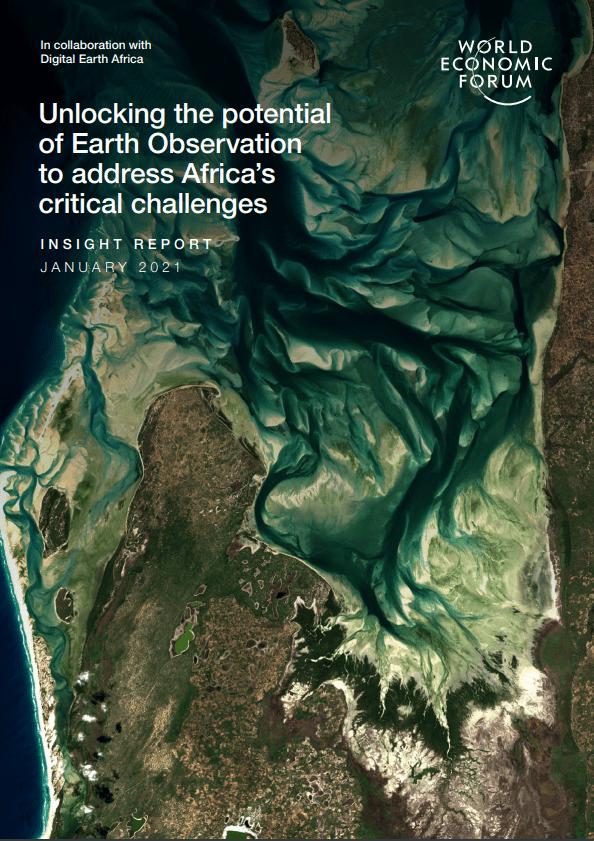 In collaboration with
Digital Earth Africa
WORLD
ECONOMIC
FORUM
Unlocking the potential
of Earth Observation
to address Africa's
critical challenges
INSIGHT REPORT
JANUARY 2021